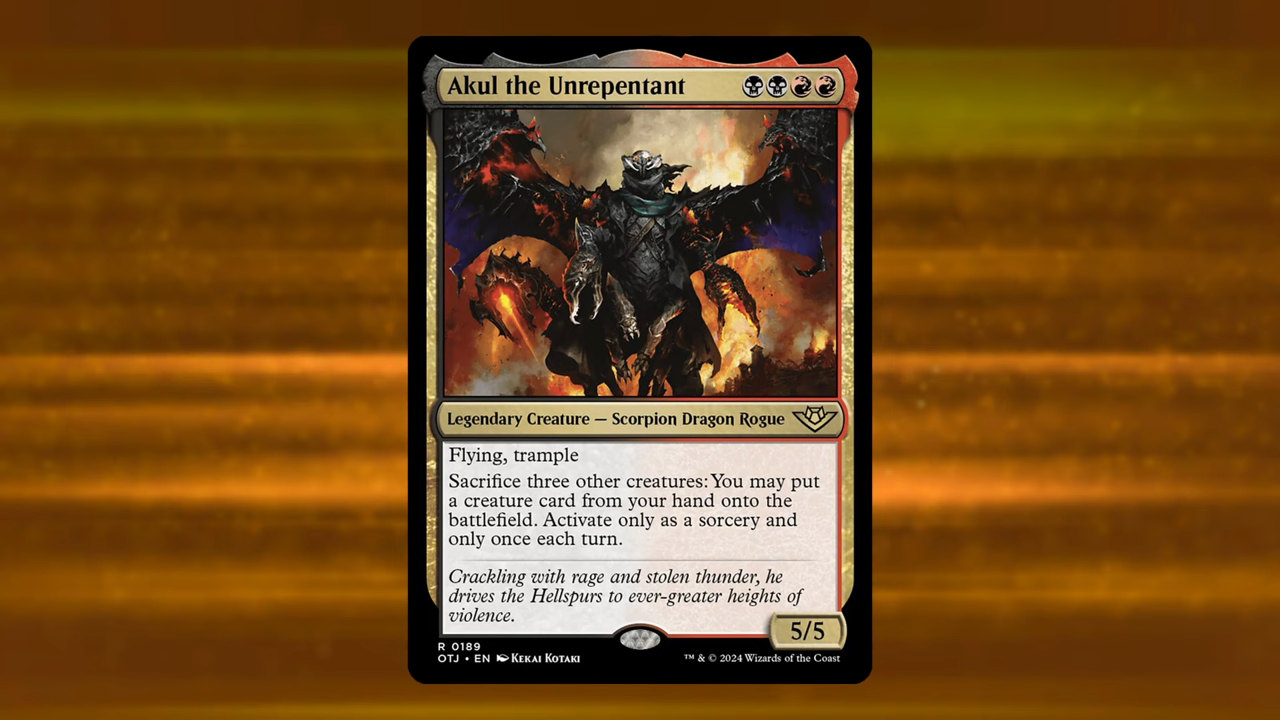 Akul the Unrepentant
Legendary Creature — Scorpion Dragon Rogue
Flying, trample
Sacrifice three other creatures: You may put
a creature card from your hand onto the
battlefield. Activate only as a sorcery and
only once each turn.
Crackling with rage and stolen thunder, he
drives the Hellspurs to ever-greater heights of
violence.
5/5
R 0189
OTJ • EN Kekai Kotaki
™ & © 2024 Wizards of the Coast